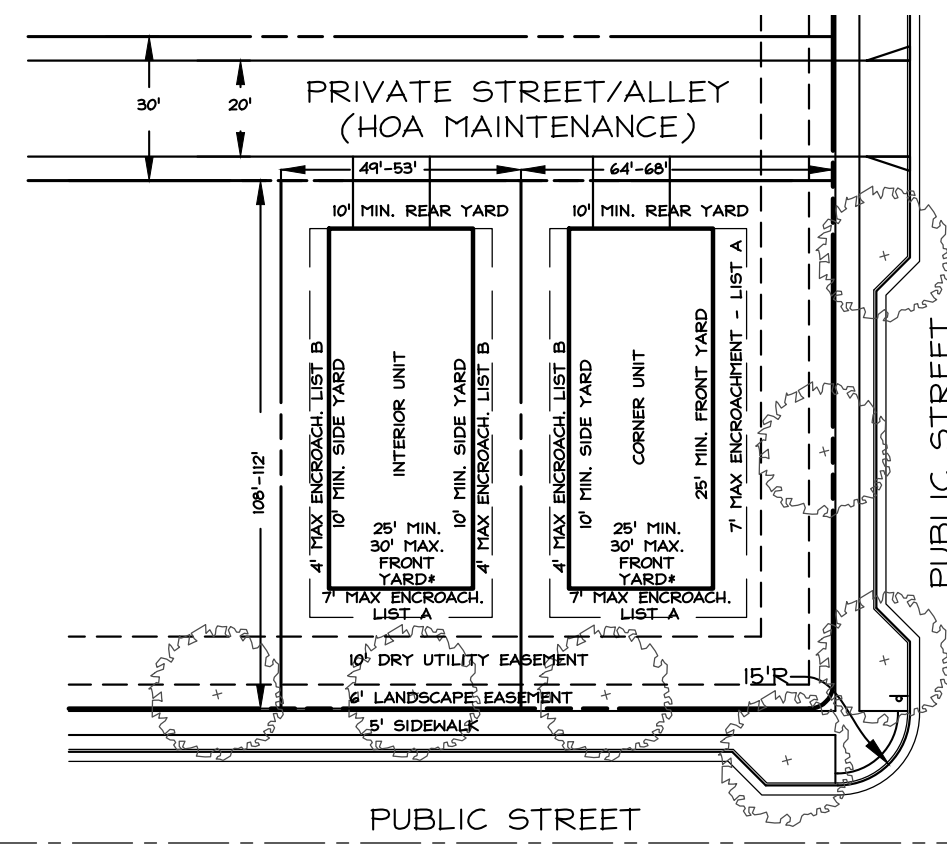 PRIVATE STREET/ALLEY
(HOA MAINTENANCE)
30'
20'
49'-53'
64'-68'
10' MIN. REAR YARD
10' MIN. REAR YARD
108'-112'
4' MAX ENCROACH. LIST B
10' MIN. SIDE YARD
INTERIOR UNIT
10' MIN. SIDE YARD
4' MAX ENCROACH. LIST B
25' MIN.
30' MAX.
FRONT
YARD*
7' MAX ENCROACH.
LIST A
4' MAX ENCROACH. LIST B
10' MIN. SIDE YARD
CORNER UNIT
25' MIN. FRONT YARD
7' MAX ENCROACHMENT - LIST A
25' MIN.
30' MAX.
FRONT
YARD*
7' MAX ENCROACH.
LIST A
PUBLIC STREET
10' DRY UTILITY EASEMENT
15'R
6' LANDSCAPE EASEMENT
5' SIDEWALK
PUBLIC STREET